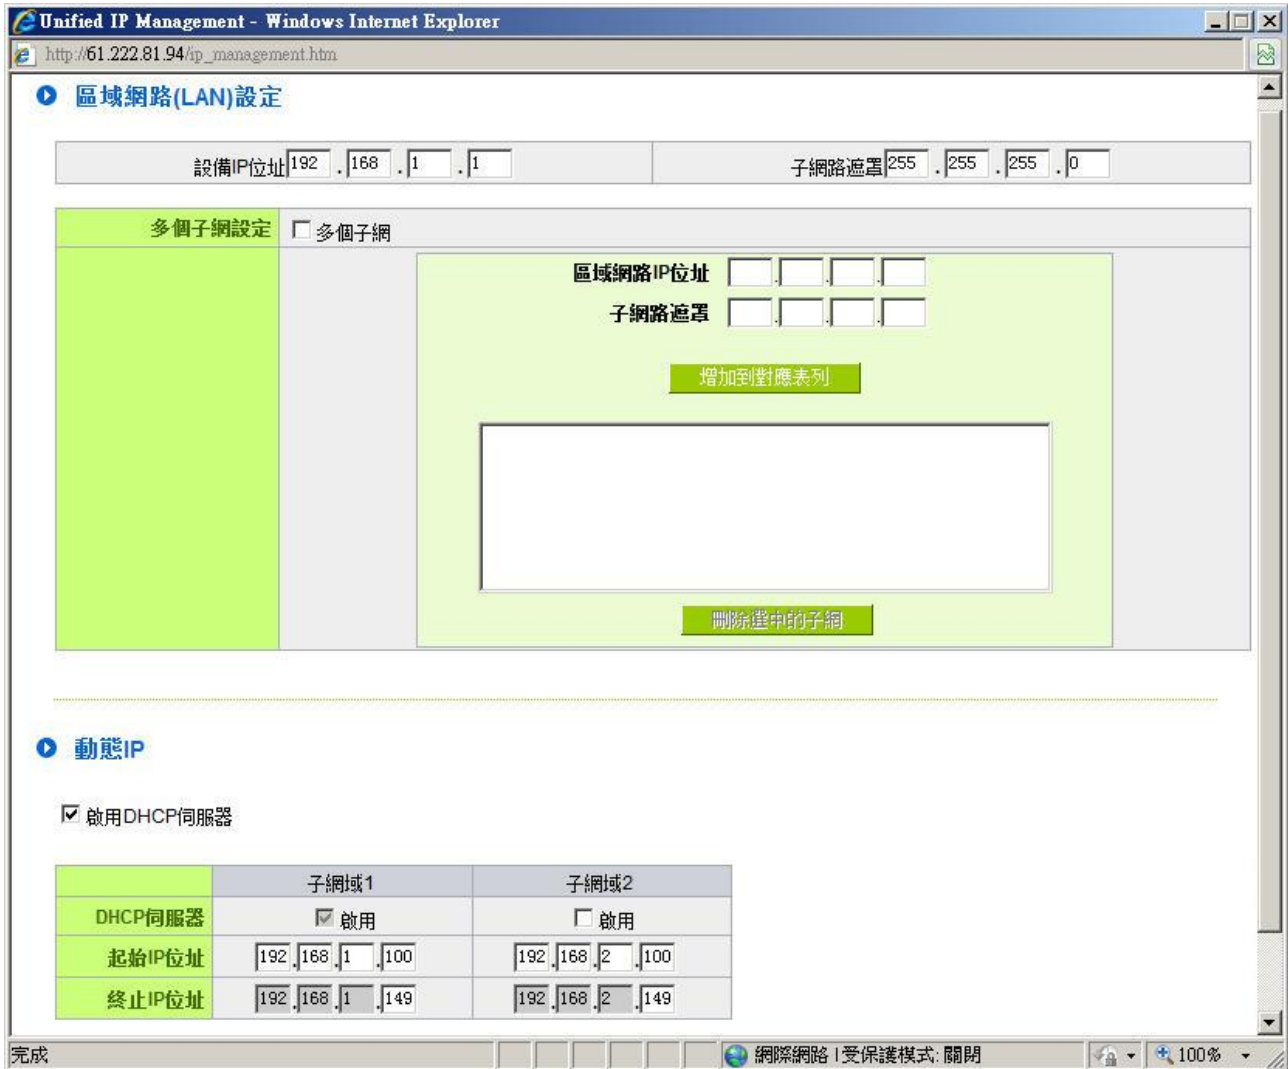 Unified IP Management - Windows Internet Explorer
http://61.222.81.94/ip_management.htm
區域網路(LAN)設定
設備IP位址 192 . 168 . 1 . 1 子網路遮罩 255 . 255 . 255 . 0
多個子網設定 多個子網
區域網路IP位址 . . .
子網路遮罩 . . .
增加到對應表列
刪除選中的子網
動態IP
啟用DHCP伺服器
子網域1 子網域2
DHCP伺服器 啟用 啟用
起始IP位址 192 . 168 . 1 . 100 192 . 168 . 2 . 100
終止IP位址 192 . 168 . 1 . 149 192 . 168 . 2 . 149
完成 網際網路 | 受保護模式: 關閉 100%